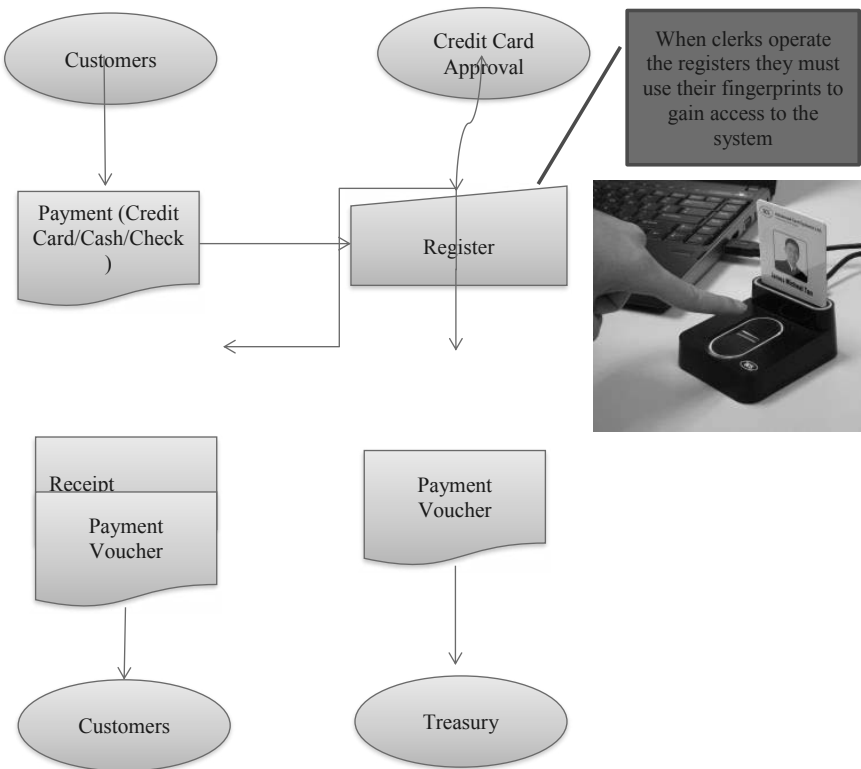 Customers
Credit Card
Approval
When clerks operate
the registers they must
use their fingerprints to
gain access to the
system
Payment (Credit
Card/Cash/Check
)
Register
Receipt
Payment
Voucher
Payment
Voucher
Customers
Treasury